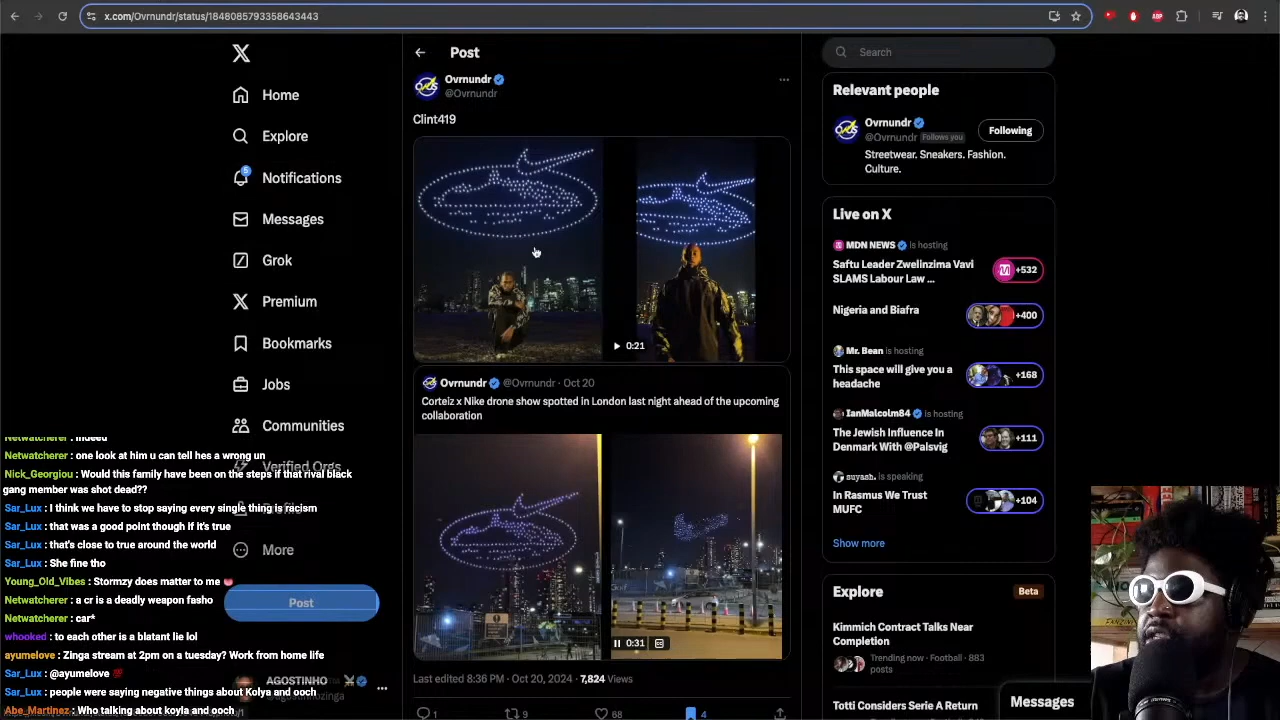 x.com/Ovrnundr/status/1848085793358643443
Home
Explore
5
Notifications
Messages
Grok
Premium
Bookmarks
Jobs
Communities
Verified Orgs
More
Post
AGOSTINHO
Post
Ovrnundr
@Ovrnundr
Clint419
0:21
Ovrnundr @Ovrnundr · Oct 20
Corteiz x Nike drone show spotted in London last night ahead of the upcoming
collaboration
0:31
Last edited 8:36 PM · Oct 20, 2024 · 7,824 Views
1
9
68
4
Search
Relevant people
Ovrnundr
@Ovrnundr Follows you
Following
Streetwear. Sneakers. Fashion.
Culture.
Live on X
MDN NEWS is hosting
Saftu Leader Zwelinzima Vavi
SLAMS Labour Law ...
+532
Nigeria and Biafra
+400
Mr. Bean is hosting
This space will give you a
headache
+168
IanMalcolm84 is hosting
The Jewish Influence In
Denmark With @Palsvig
+111
suyash. is speaking
In Rasmus We Trust
MUFC
+104
Show more
Explore
Beta
Kimmich Contract Talks Near
Completion
Trending now · Football · 883
posts
Totti Considers Serie A Return
Messages
Netwatcherer : indeed
Netwatcherer : one look at him u can tell hes a wrong un
Nick_Georgiou : Would this family have been on the steps if that rival black
gang member was shot dead??
Sar_Lux : I think we have to stop saying every single thing is racism
Sar_Lux : that was a good point though if it's true
Sar_Lux : that's close to true around the world
Sar_Lux : She fine tho
Young_Old_Vibes : Stormzy does matter to me
Netwatcherer : a cr is a deadly weapon fasho
Netwatcherer : car*
whooked : to each other is a blatant lie lol
ayumelove : Zinga stream at 2pm on a tuesday? Work from home life
Sar_Lux : @ayumelove 💯
Sar_Lux : people were saying negative things about Kolya and ooch
Abe_Martinez : Who talking about koyla and ooch